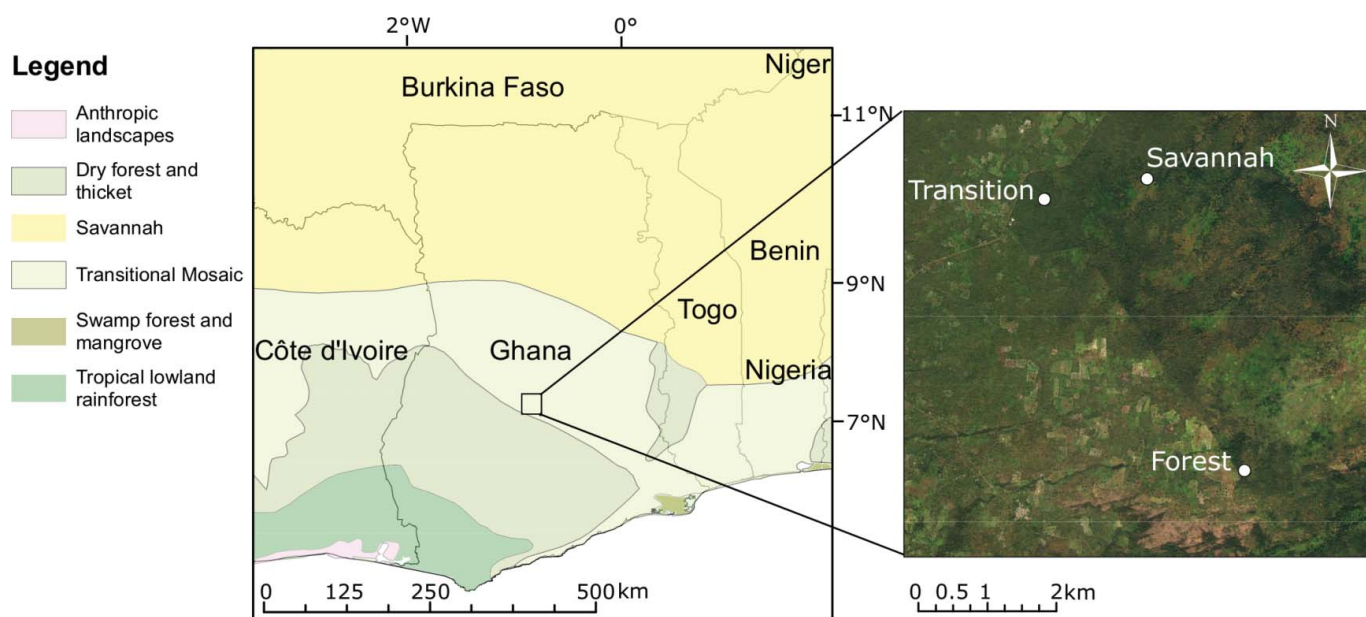 Legend
Anthropic
landscapes
Dry forest and
thicket
Savannah
Transitional Mosaic
Swamp forest and
mangrove
Tropical lowland
rainforest
2°W 0°
Niger
Burkina Faso
11°N
Benin
9°N
Togo
Côte d'Ivoire Ghana
Nigeria
7°N
0 125 250 500km
N
Savannah
Transition
Forest
0 0.5 1 2km